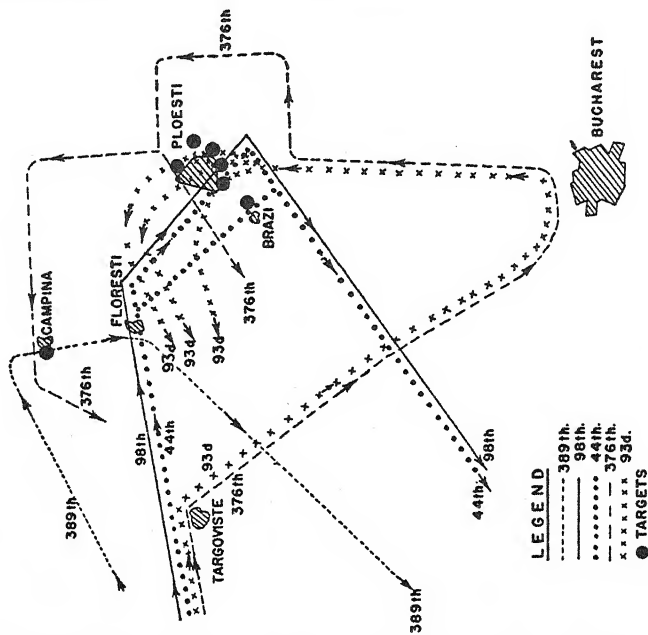 376th
PLOESTI
CAMPINA
FLORESTI
BRAZI
BUCHAREST
376th
376th
93d
93d
93d
389th
98th
44th
93d
376th
TARGOVISTE
98th
44th
389th
LEGEND
389th.
98th.
44th.
376th.
93d.
TARGETS